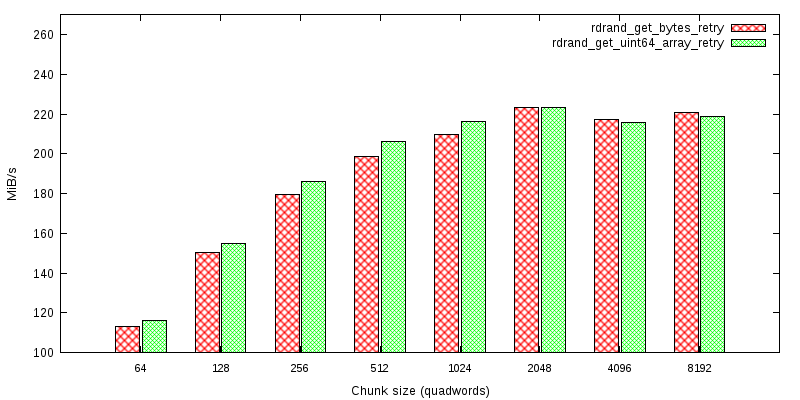 rdrand_get_bytes_retry
rdrand_get_uint64_array_retry
260
240
220
200
180
160
140
120
100
MiB/s
64 128 256 512 1024 2048 4096 8192
Chunk size (quadwords)